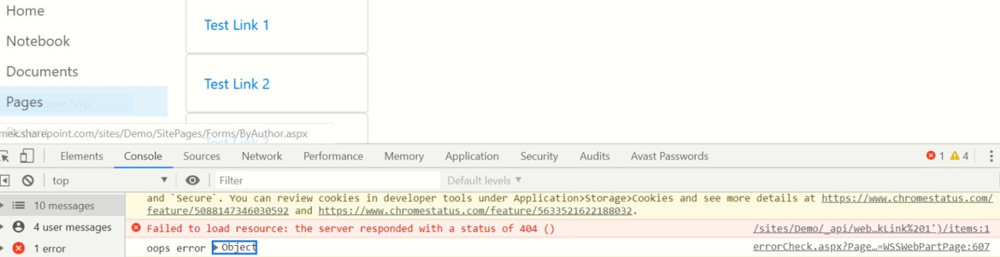 Home
Test Link 1
Notebook
Documents
Test Link 2
Pages
mek.sharepoint.com/sites/Demo/SitePages/Forms/ByAuthor.aspx
Test Link 3
Elements Console Sources Network Performance Memory Application Security Audits Avast Passwords 1 4
top Filter Default levels
10 messages
and `Secure`. You can review cookies in developer tools under Application>Storage>Cookies and see more details at https://www.chromestatus.com/
feature/5088147346030592 and https://www.chromestatus.com/feature/5633521622188032.
4 user messages
Failed to load resource: the server responded with a status of 404 () /sites/Demo/_api/web…kLink%201')/items:1
1 error
oops error Object errorCheck.aspx?Page…=WSSWebPartPage:607